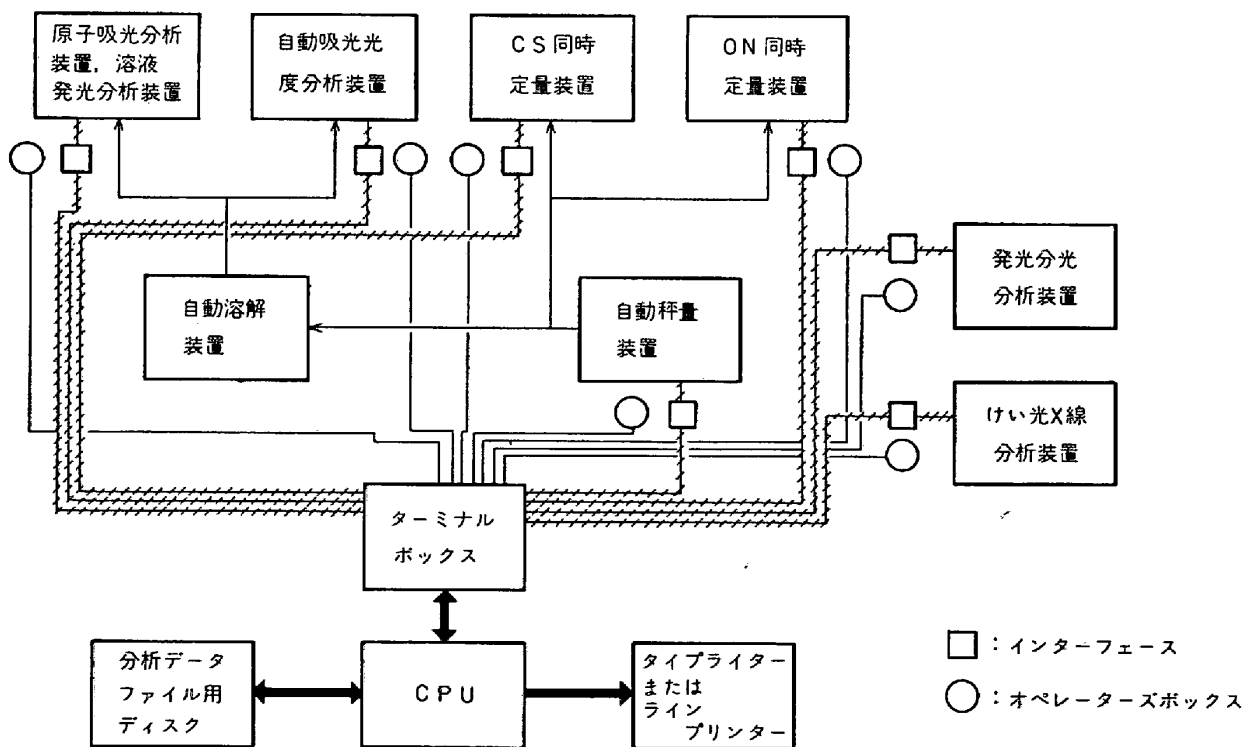 原子吸光分析
装置，溶液
発光分析装置
自動吸光光
度分析装置
CS同時
定量装置
ON同時
定量装置
発光分光
分析装置
自動溶解
装置
自動秤量
装置
けい光X線
分析装置
ターミナル
ボックス
分析データ
ファイル用
ディスク
CPU
タイプライター
または
ライン
プリンター
：インターフェース
：オペレーターズボックス